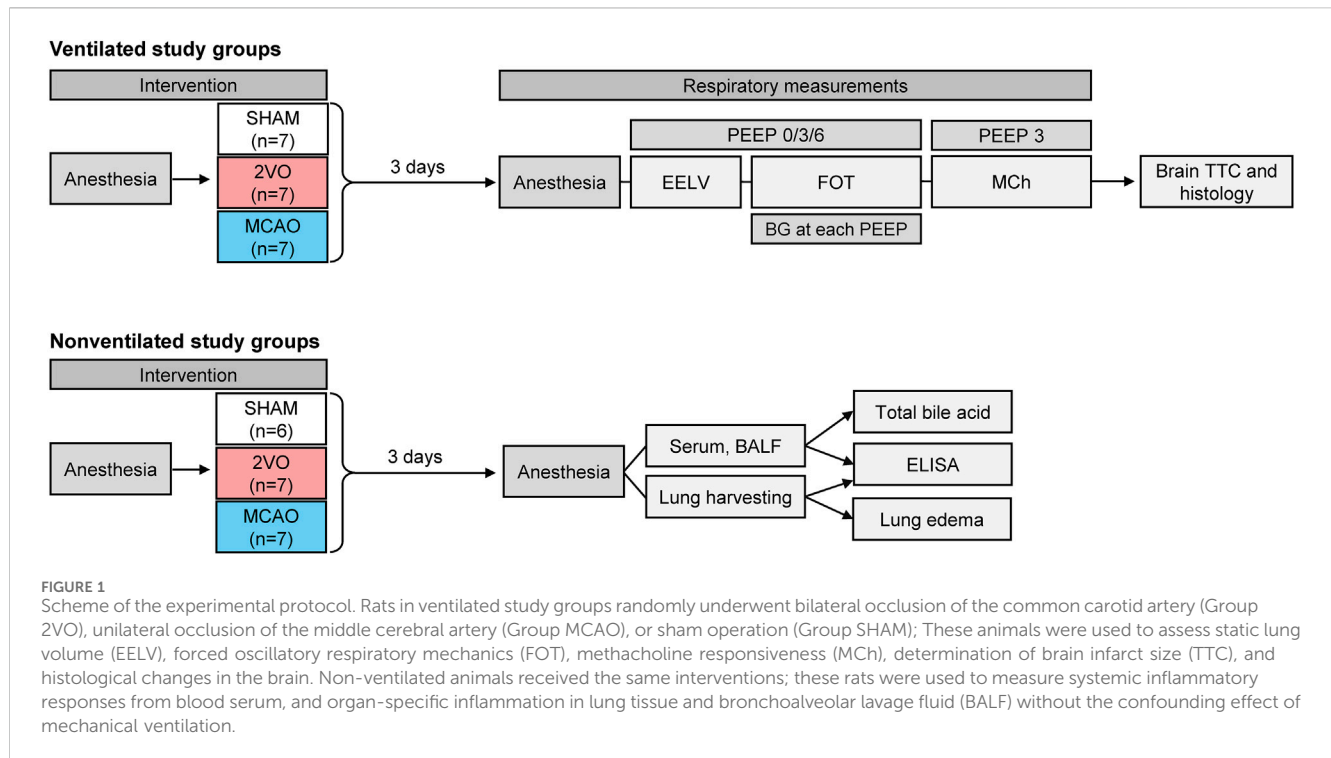 Ventilated study groups
Intervention
Respiratory measurements
SHAM
(n=7)
PEEP 0/3/6
PEEP 3
Anesthesia
2VO
(n=7)
3 days
Anesthesia
EELV
FOT
MCh
Brain TTC and
histology
MCAO
(n=7)
BG at each PEEP
Nonventilated study groups
Intervention
SHAM
(n=6)
Total bile acid
Anesthesia
2VO
(n=7)
3 days
Anesthesia
Serum, BALF
ELISA
Lung harvesting
MCAO
(n=7)
Lung edema
FIGURE 1
Scheme of the experimental protocol. Rats in ventilated study groups randomly underwent bilateral occlusion of the common carotid artery (Group
2VO), unilateral occlusion of the middle cerebral artery (Group MCAO), or sham operation (Group SHAM); These animals were used to assess static lung
volume (EELV), forced oscillatory respiratory mechanics (FOT), methacholine responsiveness (MCh), determination of brain infarct size (TTC), and
histological changes in the brain. Non-ventilated animals received the same interventions; these rats were used to measure systemic inflammatory
responses from blood serum, and organ-specific inflammation in lung tissue and bronchoalveolar lavage fluid (BALF) without the confounding effect of
mechanical ventilation.